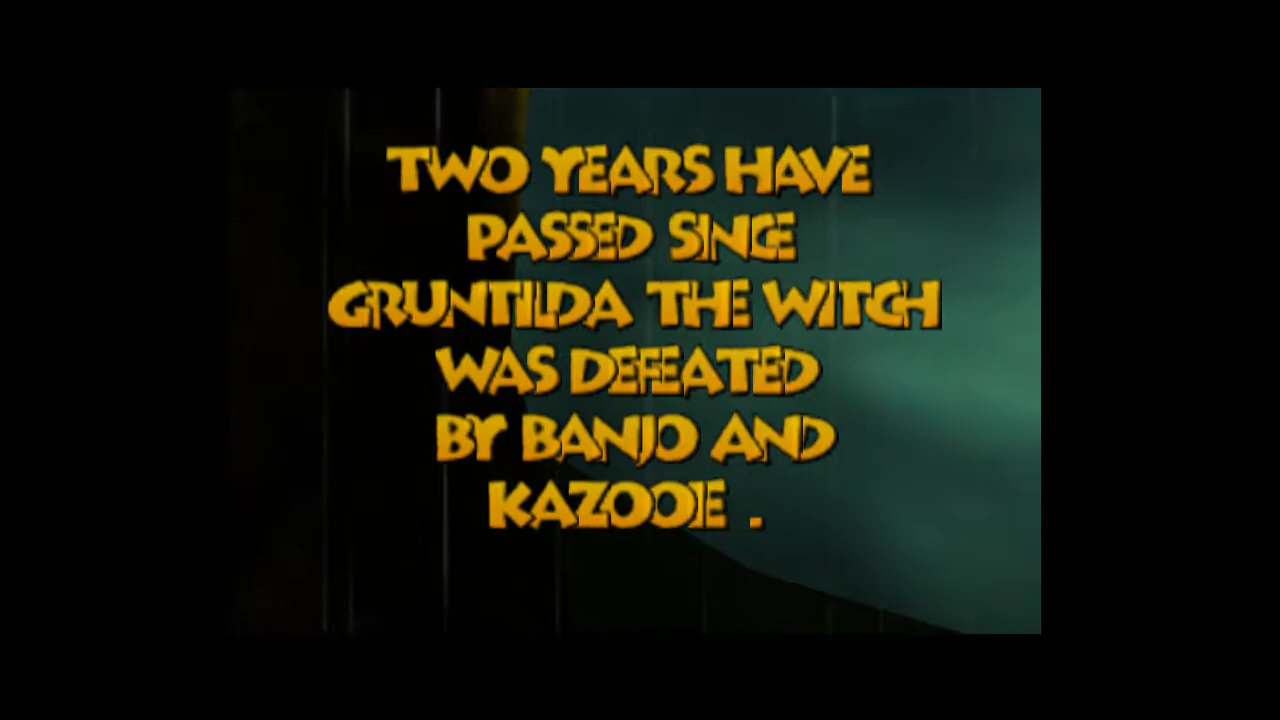 TWO YEARS HAVE
PASSED SINCE
GRUNTILDA THE WITCH
WAS DEFEATED
BY BANJO AND
KAZOOIE .